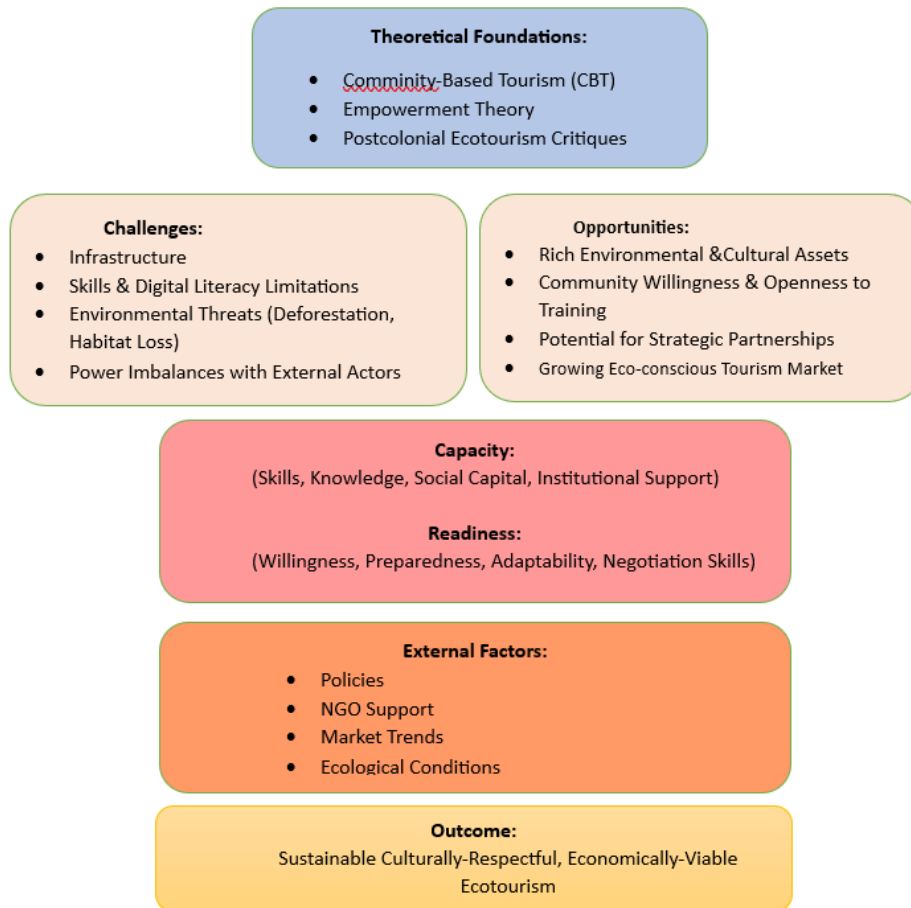 Theoretical Foundations:
• Comminity-Based Tourism (CBT)
• Empowerment Theory
• Postcolonial Ecotourism Critiques
Challenges:
• Infrastructure
• Skills & Digital Literacy Limitations
• Environmental Threats (Deforestation,
Habitat Loss)
• Power Imbalances with External Actors
Opportunities:
• Rich Environmental &Cultural Assets
• Community Willingness & Openness to
Training
• Potential for Strategic Partnerships
• Growing Eco-conscious Tourism Market
Capacity:
(Skills, Knowledge, Social Capital, Institutional Support)
Readiness:
(Willingness, Preparedness, Adaptability, Negotiation Skills)
External Factors:
• Policies
• NGO Support
• Market Trends
• Ecological Conditions
Outcome:
Sustainable Culturally-Respectful, Economically-Viable
Ecotourism